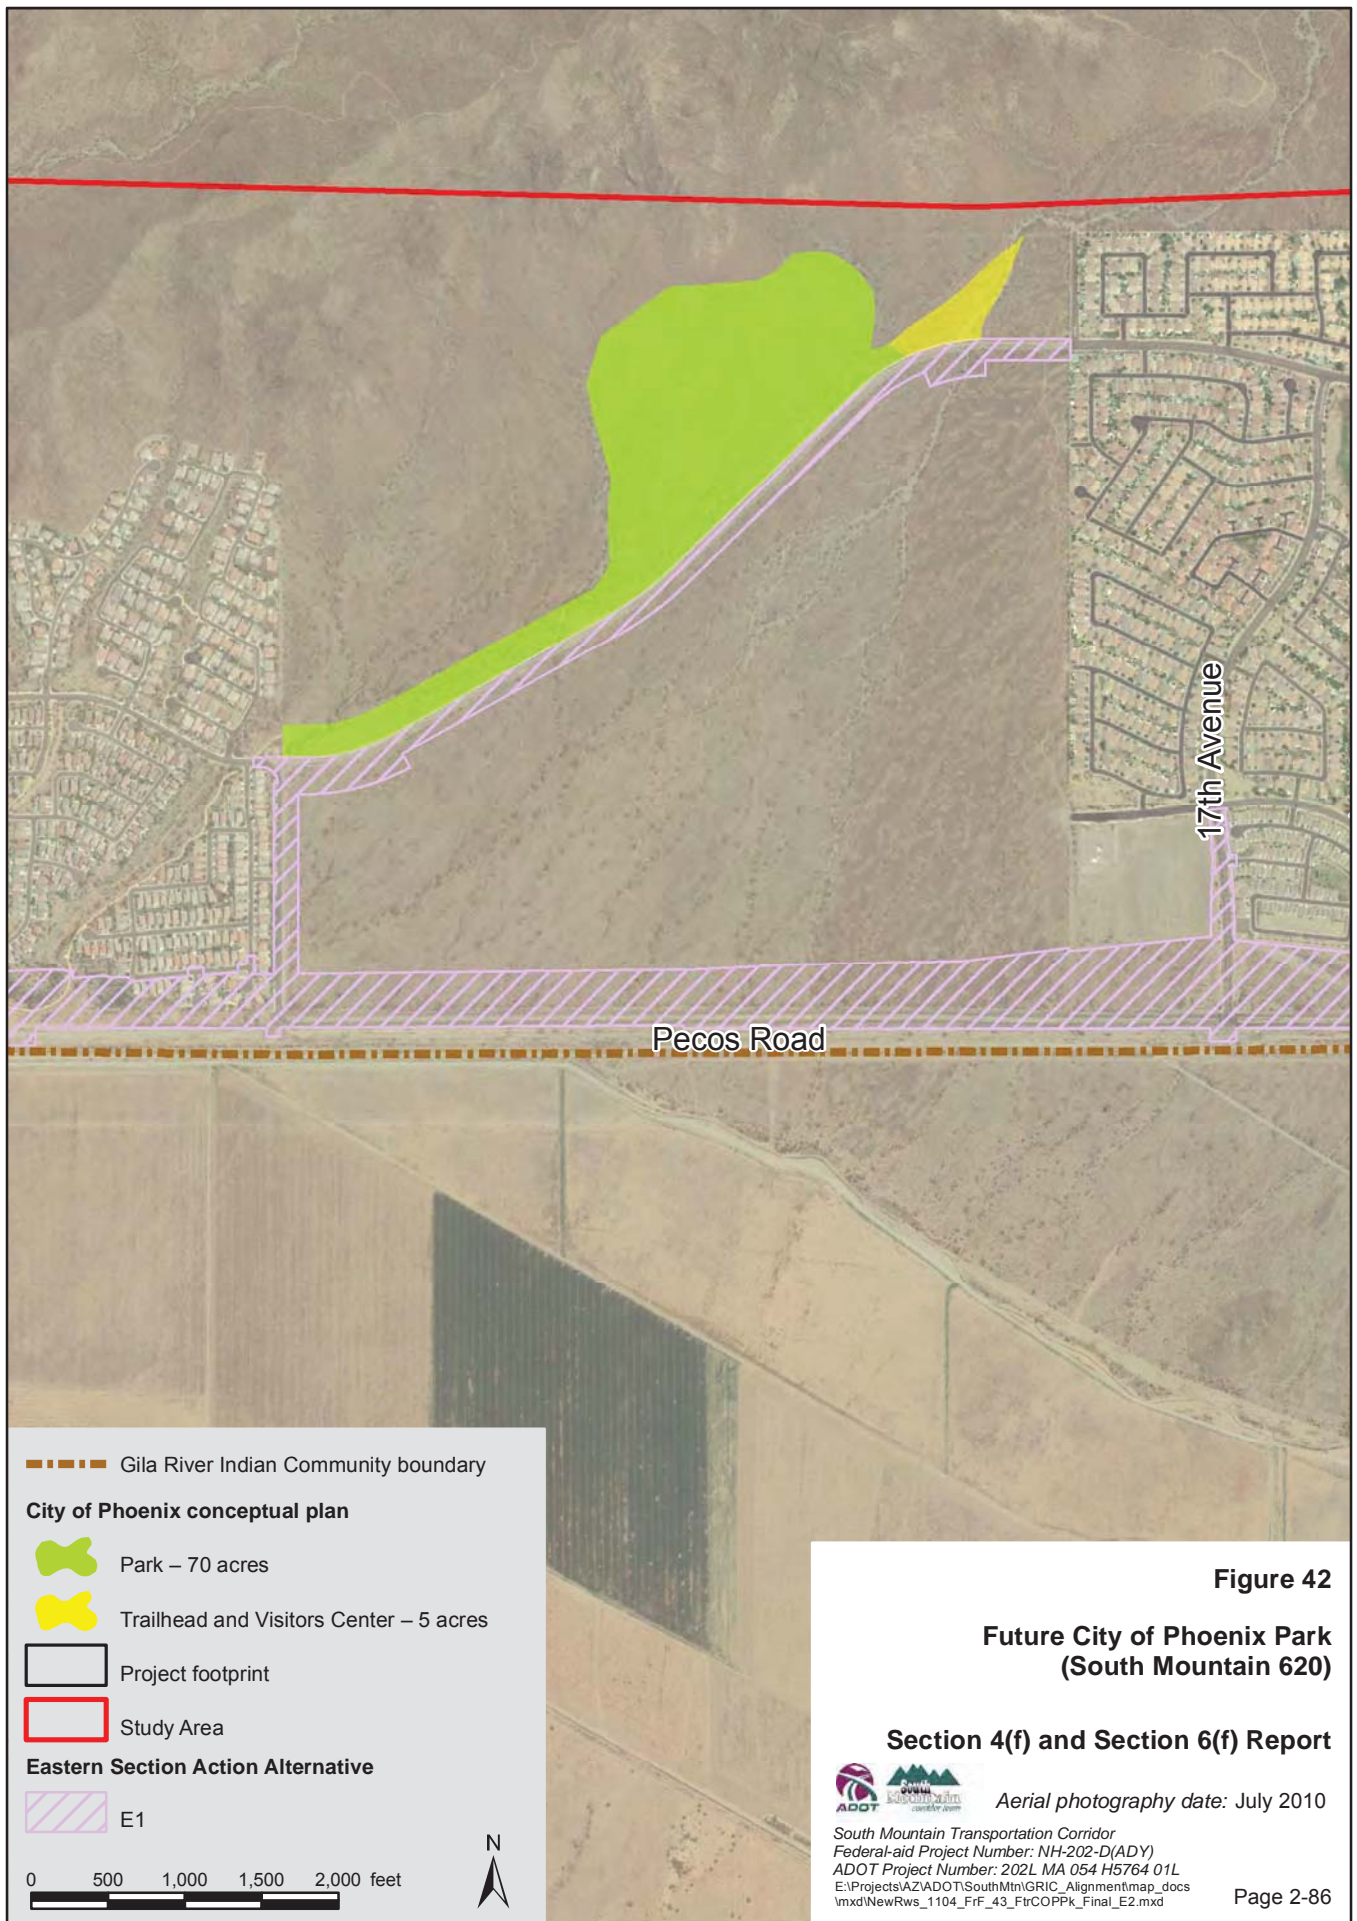 17th Avenue
Pecos Road
Gila River Indian Community boundary
City of Phoenix conceptual plan
Park – 70 acres
Trailhead and Visitors Center – 5 acres
Project footprint
Study Area
Eastern Section Action Alternative
E1
0 500 1,000 1,500 2,000 feet
N
Figure 42
Future City of Phoenix Park
(South Mountain 620)
Section 4(f) and Section 6(f) Report
ADOT
South
Mountain
corridor team
Aerial photography date: July 2010
South Mountain Transportation Corridor
Federal-aid Project Number: NH-202-D(ADY)
ADOT Project Number: 202L MA 054 H5764 01L
E:\Projects\AZ\ADOT\SouthMtn\GRIC_Alignment\map_docs
\mxd\NewRws_1104_FrF_43_FtrCOPPk_Final_E2.mxd
Page 2-86